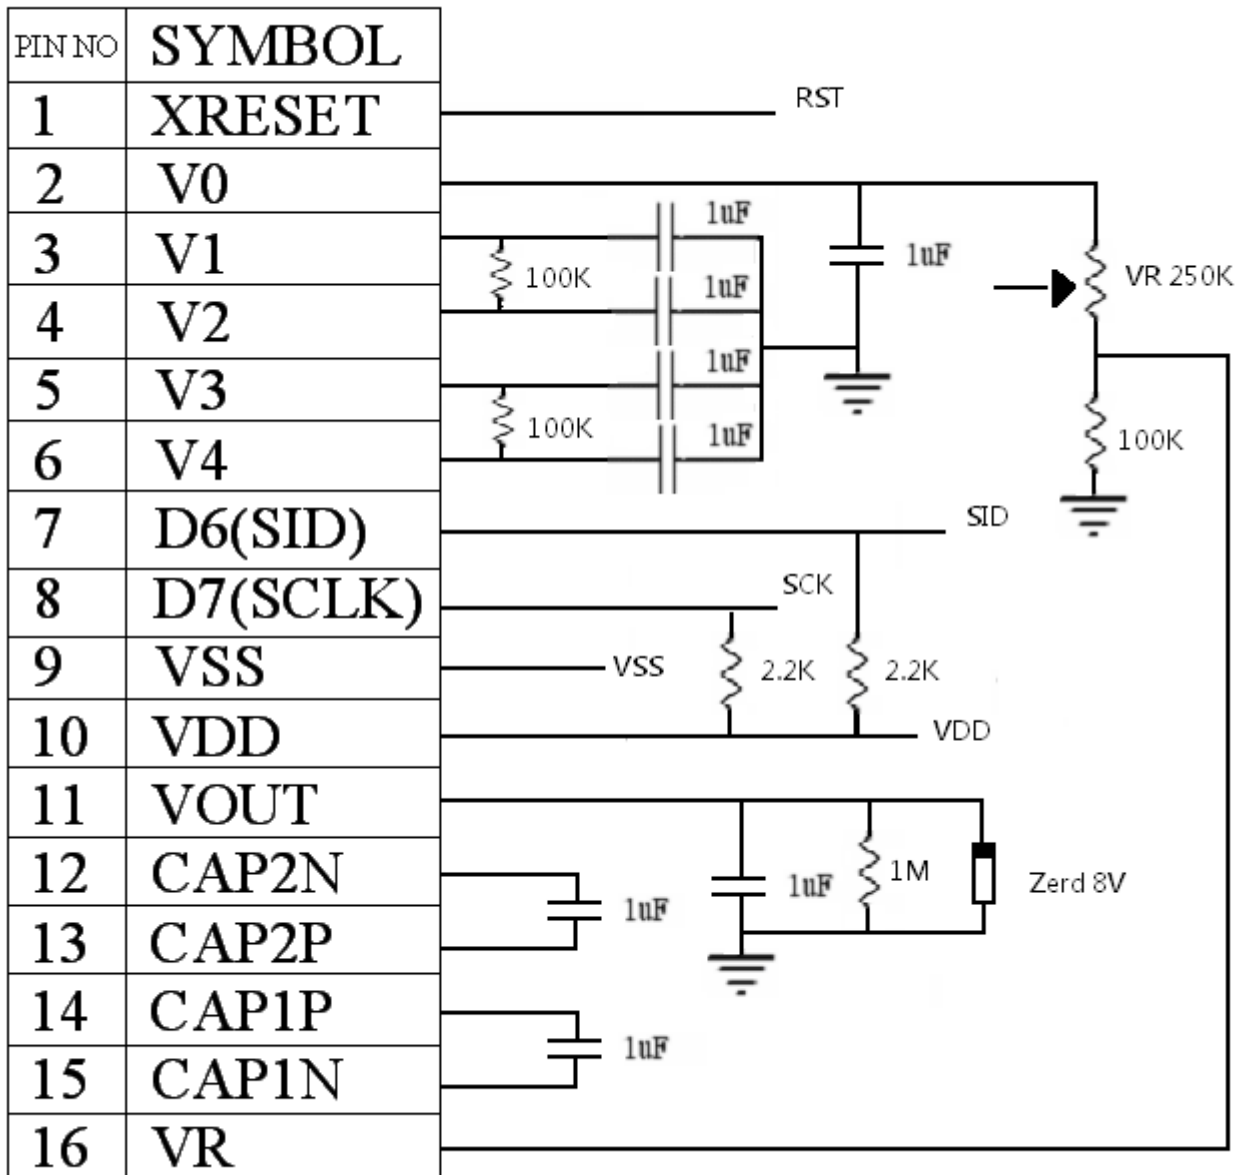 PIN NO SYMBOL
1 XRESET RST
2 V0
1uF
3 V1
1uF
100K
VR 250K
1uF
4 V2
1uF
5 V3
100K
1uF
100K
6 V4
SID
7 D6(SID)
SCK
8 D7(SCLK)
9 VSS VSS 2.2K 2.2K
10 VDD VDD
11 VOUT
12 CAP2N 1uF 1M Zerd 8V
1uF
13 CAP2P
14 CAP1P
1uF
15 CAP1N
16 VR